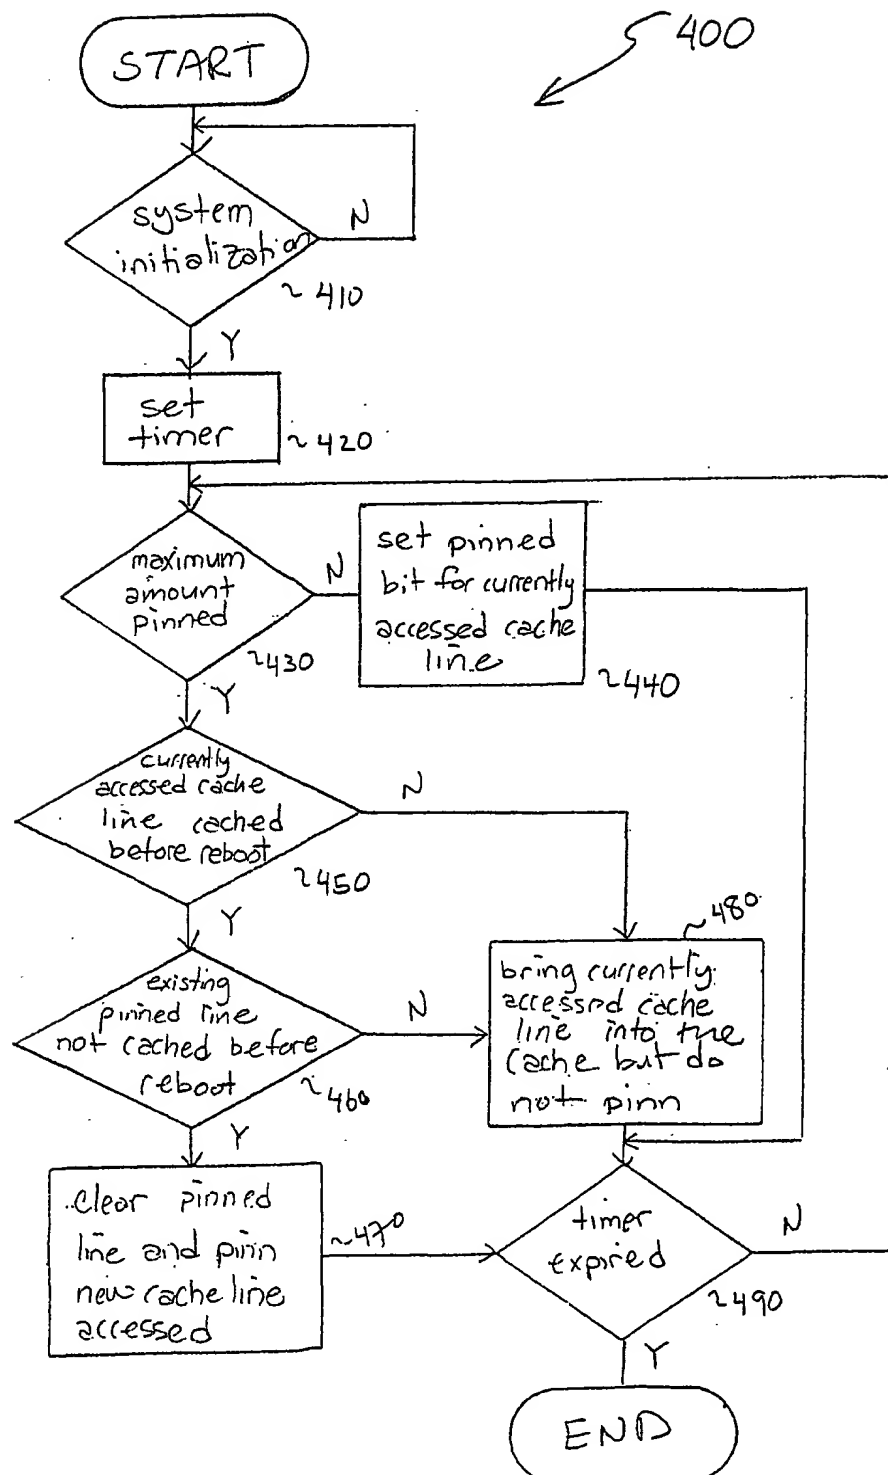 400
START
system
initialization
N
~410
Y
set
timer
~420
maximum
amount
pinned
N
~430
Y
set pinned
bit for currently
accessed cache
line
~440
currently
accessed cache
line cached
before reboot
N
~450
Y
existing
pinned line
not cached before
reboot
N
~460
Y
~480
bring currently
accessed cache
line into the
cache but do
not pinn
clear pinned
line and pinn
new cache line
accessed
~470
timer
expired
N
~490
Y
END